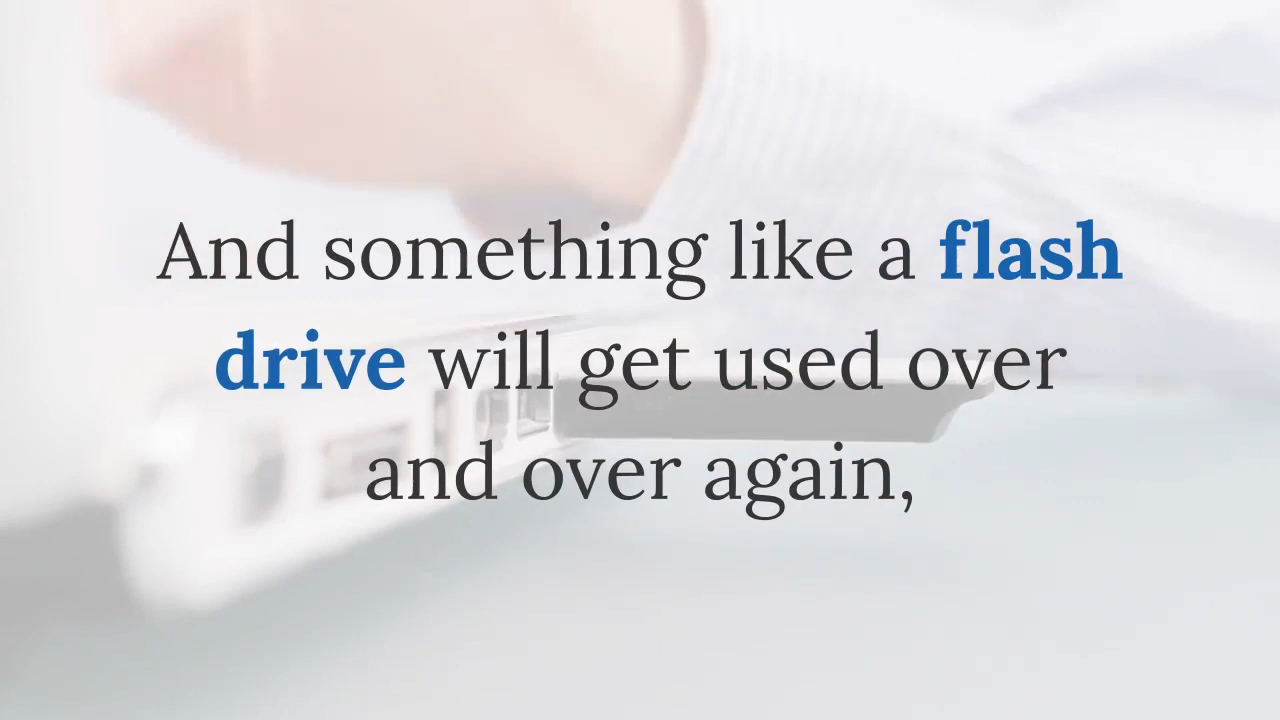 And something like a flash
drive will get used over
and over again,